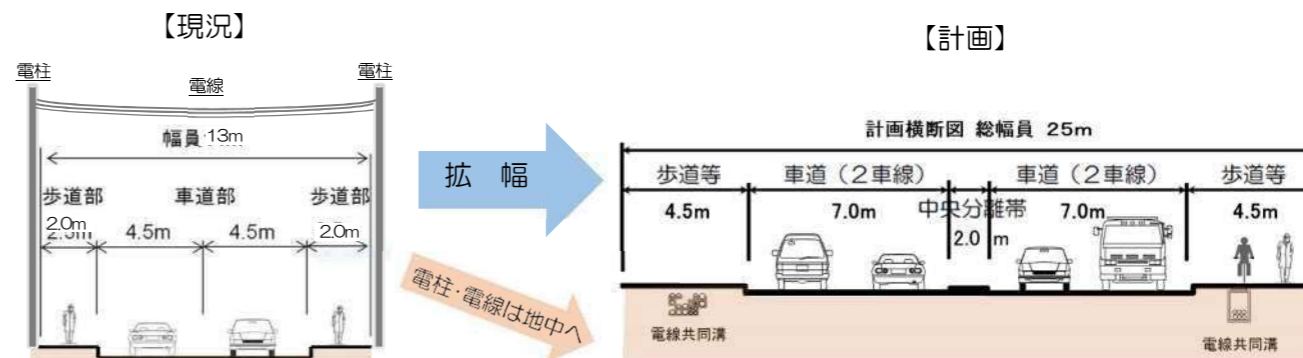 【現況】
電柱
電柱
電線
幅員 13m
歩道部
車道部
歩道部
2.0m
4.5m
4.5m
2.0m
拡 幅
電柱・電線は地中へ
【計画】
計画横断図 総幅員 25m
歩道等
車道（２車線）
車道（２車線）
歩道等
4.5m
7.0m
中央分離帯
7.0m
4.5m
2.0 m
電線共同溝
電線共同溝